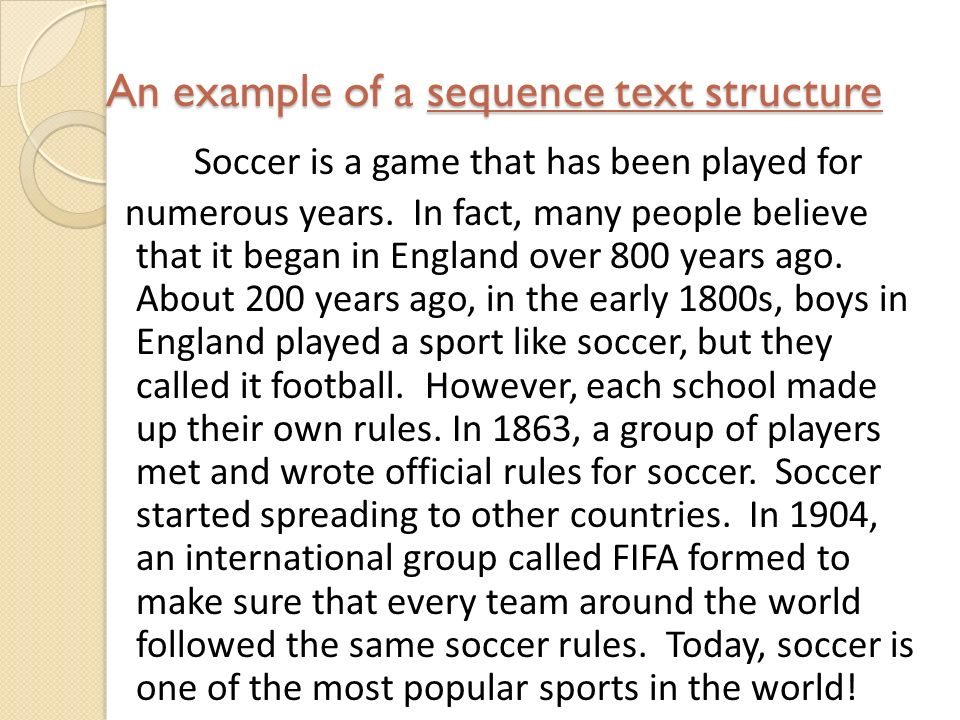 An example of a sequence text structure
Soccer is a game that has been played for
numerous years.  In fact, many people believe
that it began in England over 800 years ago.
About 200 years ago, in the early 1800s, boys in
England played a sport like soccer, but they
called it football.  However, each school made
up their own rules. In 1863, a group of players
met and wrote official rules for soccer.  Soccer
started spreading to other countries.  In 1904,
an international group called FIFA formed to
make sure that every team around the world
followed the same soccer rules.  Today, soccer is
one of the most popular sports in the world!